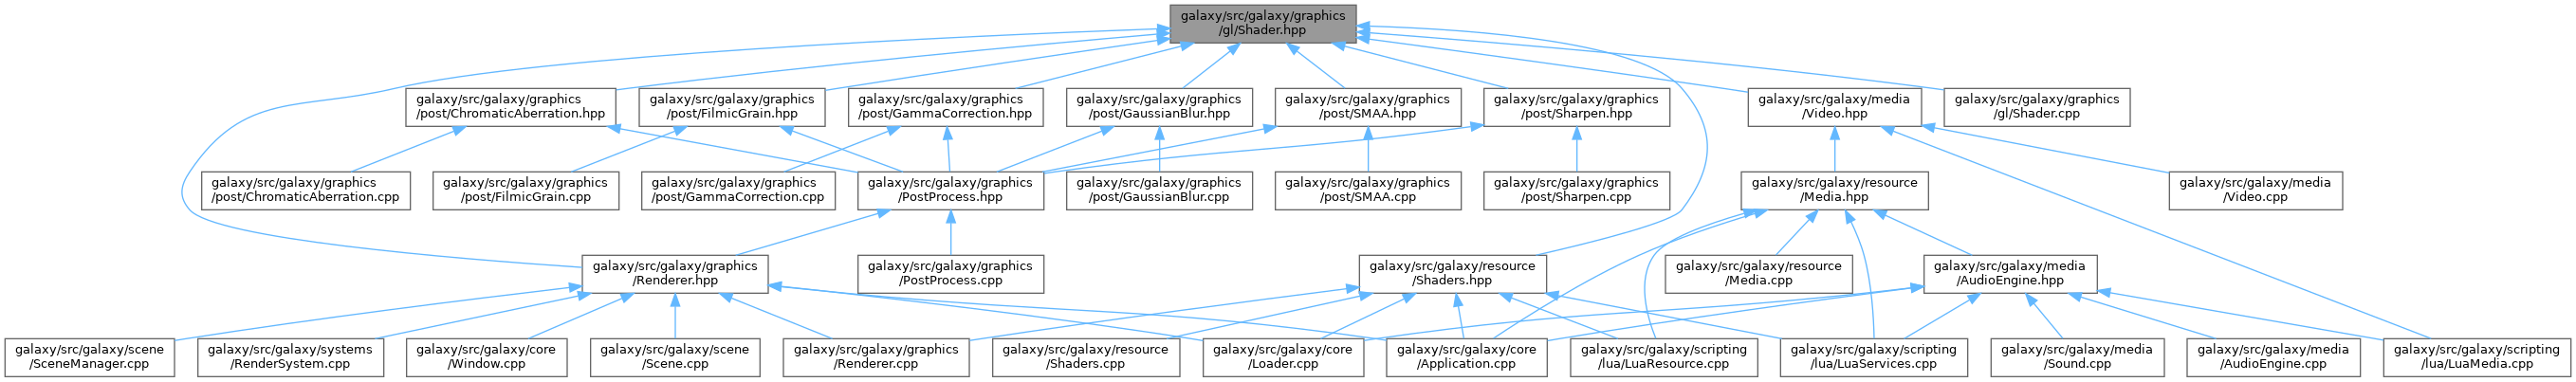 galaxy/src/galaxy/graphics
/gl/Shader.hpp
galaxy/src/galaxy/graphics
/post/ChromaticAberration.hpp
galaxy/src/galaxy/graphics
/post/FilmicGrain.hpp
galaxy/src/galaxy/graphics
/post/GammaCorrection.hpp
galaxy/src/galaxy/graphics
/post/GaussianBlur.hpp
galaxy/src/galaxy/graphics
/post/SMAA.hpp
galaxy/src/galaxy/graphics
/post/Sharpen.hpp
galaxy/src/galaxy/media
/Video.hpp
galaxy/src/galaxy/graphics
/gl/Shader.cpp
galaxy/src/galaxy/graphics
/post/ChromaticAberration.cpp
galaxy/src/galaxy/graphics
/post/FilmicGrain.cpp
galaxy/src/galaxy/graphics
/post/GammaCorrection.cpp
galaxy/src/galaxy/graphics
/PostProcess.hpp
galaxy/src/galaxy/graphics
/post/GaussianBlur.cpp
galaxy/src/galaxy/graphics
/post/SMAA.cpp
galaxy/src/galaxy/graphics
/post/Sharpen.cpp
galaxy/src/galaxy/resource
/Media.hpp
galaxy/src/galaxy/media
/Video.cpp
galaxy/src/galaxy/graphics
/Renderer.hpp
galaxy/src/galaxy/graphics
/PostProcess.cpp
galaxy/src/galaxy/resource
/Shaders.hpp
galaxy/src/galaxy/resource
/Media.cpp
galaxy/src/galaxy/media
/AudioEngine.hpp
galaxy/src/galaxy/scene
/SceneManager.cpp
galaxy/src/galaxy/systems
/RenderSystem.cpp
galaxy/src/galaxy/core
/Window.cpp
galaxy/src/galaxy/scene
/Scene.cpp
galaxy/src/galaxy/graphics
/Renderer.cpp
galaxy/src/galaxy/resource
/Shaders.cpp
galaxy/src/galaxy/core
/Loader.cpp
galaxy/src/galaxy/core
/Application.cpp
galaxy/src/galaxy/scripting
/lua/LuaResource.cpp
galaxy/src/galaxy/scripting
/lua/LuaServices.cpp
galaxy/src/galaxy/media
/Sound.cpp
galaxy/src/galaxy/media
/AudioEngine.cpp
galaxy/src/galaxy/scripting
/lua/LuaMedia.cpp